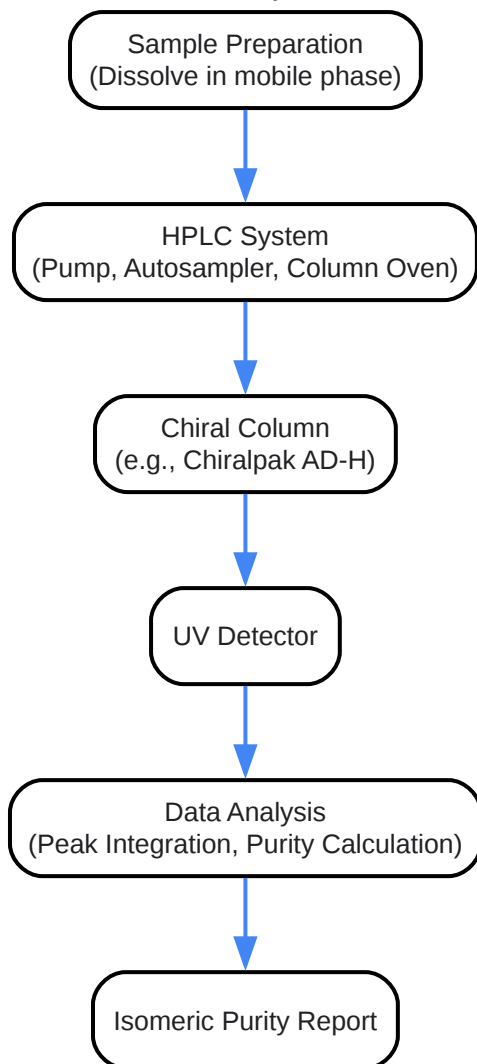 Sample Preparation
(Dissolve in mobile phase)
HPLC System
(Pump, Autosampler, Column Oven)
Chiral Column
(e.g., Chiralpak AD-H)
UV Detector
Data Analysis
(Peak Integration, Purity Calculation)
Isomeric Purity Report